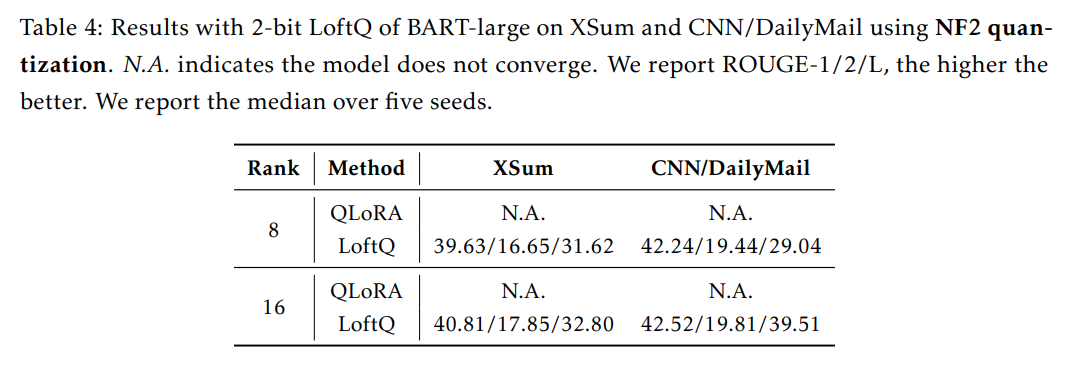 Table 4: Results with 2-bit LoftQ of BART-large on XSum and CNN/DailyMail using NF2 quan-
tization. N.A. indicates the model does not converge. We report ROUGE-1/2/L, the higher the
better. We report the median over five seeds.
Rank Method XSum CNN/DailyMail
8 QLoRA N.A. N.A.
LoftQ 39.63/16.65/31.62 42.24/19.44/29.04
16 QLoRA N.A. N.A.
LoftQ 40.81/17.85/32.80 42.52/19.81/39.51